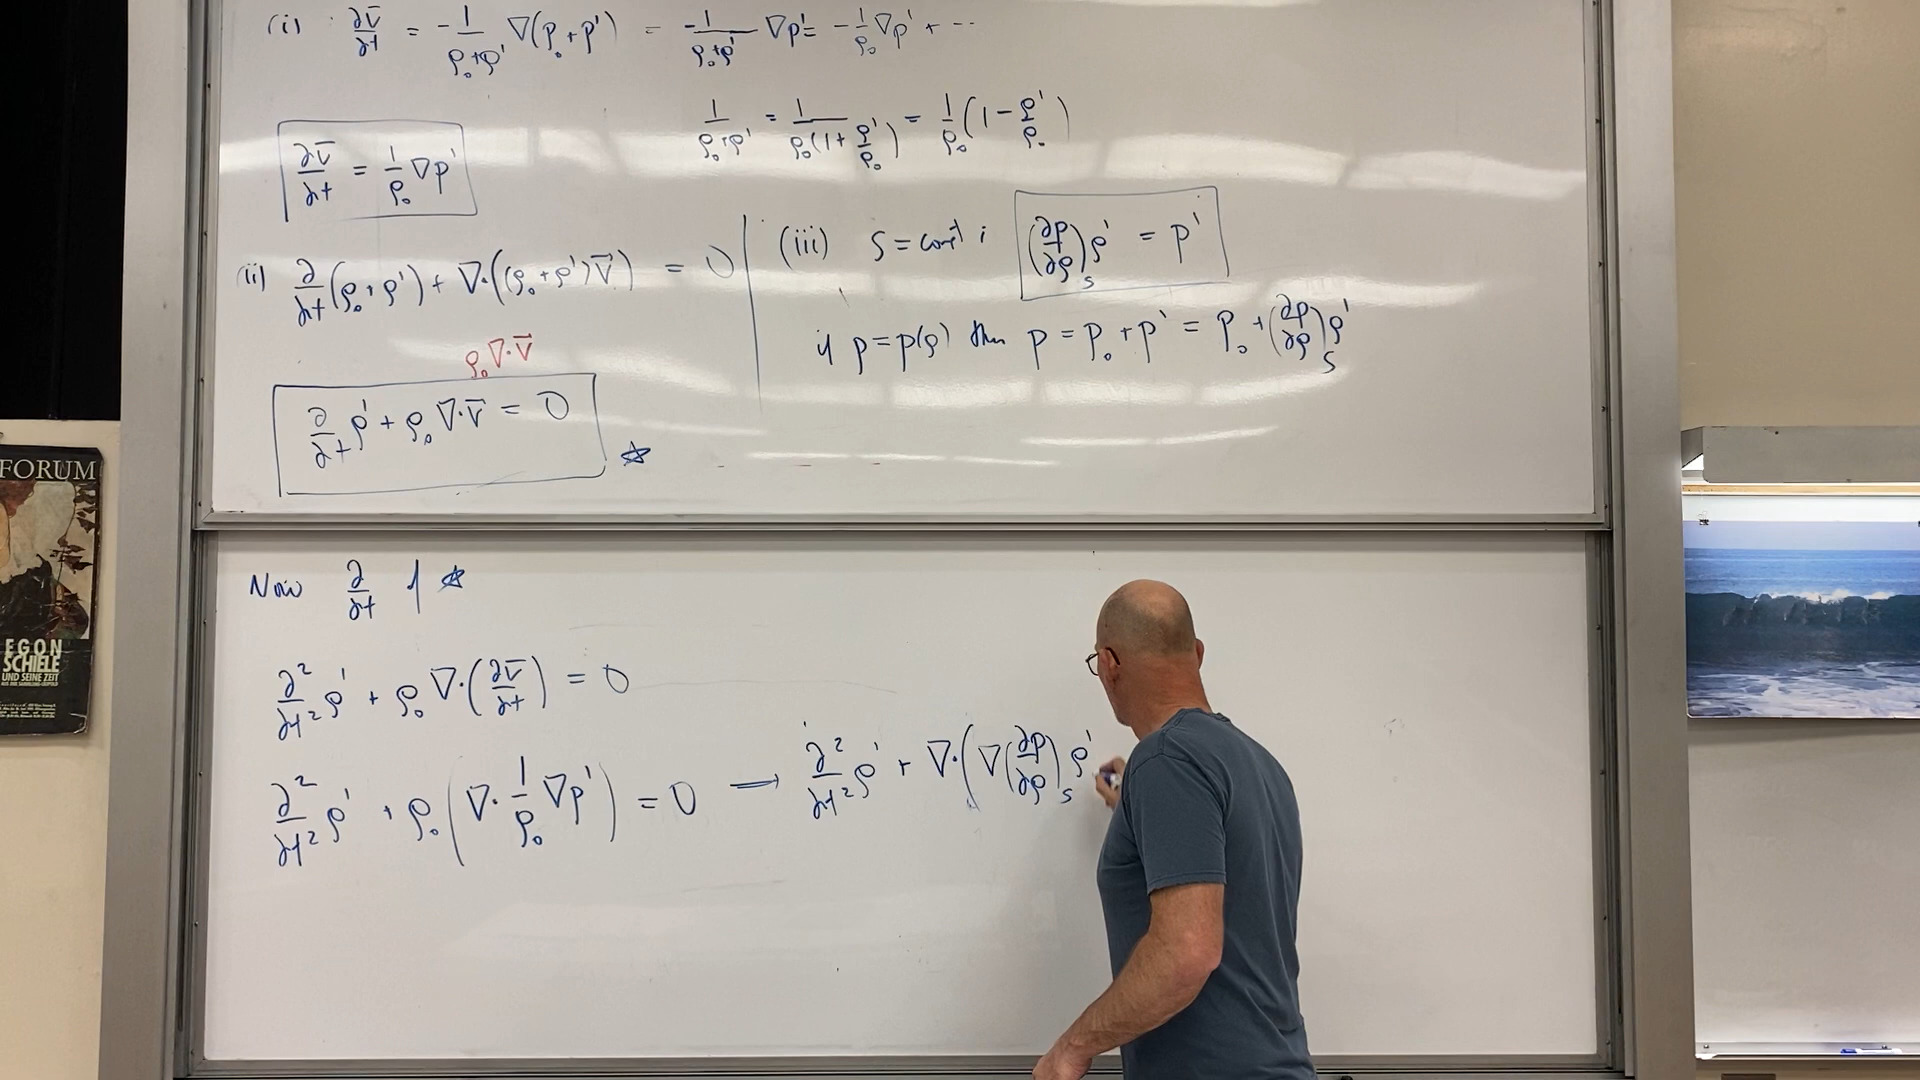 (i) ∂v̄/∂t = -1/(ρ₀+ρ') ∇(p₀+p') = -1/(ρ₀+ρ') ∇p' = -1/ρ₀ ∇p' + ...
1/(ρ₀+ρ') = 1/(ρ₀(1+ρ'/ρ₀)) = 1/ρ₀ (1-ρ'/ρ₀)
∂v̄/∂t = 1/ρ₀ ∇p'
(ii) ∂/∂t (ρ₀+ρ') + ∇·((ρ₀+ρ')v̄) = 0
ρ₀∇·v̄
∂/∂t ρ' + ρ₀ ∇·v̄ = 0 ☆
(iii) S = const ; (∂p/∂ρ)ₛ ρ' = p'
if p=p(ρ) then p = p₀ + p' = p₀ + (∂p/∂ρ)ₛ ρ'
Now ∂/∂t of ☆
∂²/∂t² ρ' + ρ₀ ∇·(∂v̄/∂t) = 0
∂²/∂t² ρ' + ρ₀ (∇· 1/ρ₀ ∇p') = 0 → ∂²/∂t² ρ' + ∇·(∇(∂p/∂ρ)ₛ ρ'
FORUM
EGON
SCHIELE
UND SEINE ZEIT